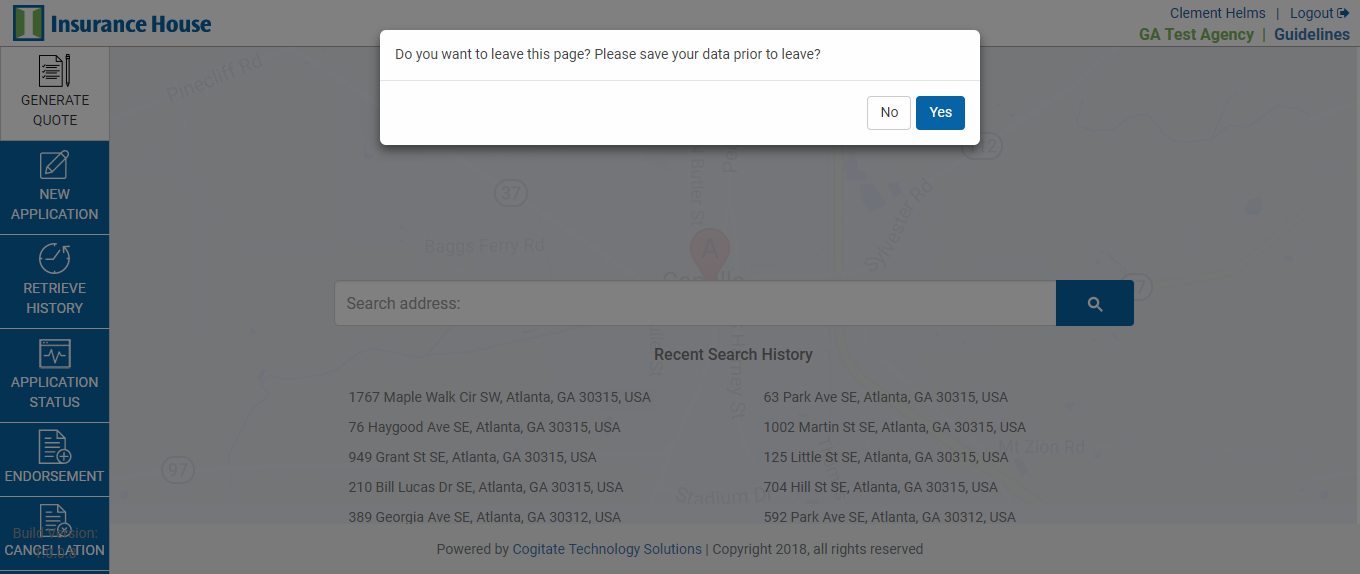 Insurance House
Clement Helms | Logout
GA Test Agency | Guidelines
Do you want to leave this page? Please save your data prior to leave?
No Yes
GENERATE
QUOTE
NEW
APPLICATION
RETRIEVE
HISTORY
APPLICATION
STATUS
ENDORSEMENT
Build Version:
CANCELLATION
Pinecliff Rd
37
Butler St
Sylvester Rd
Baggs Ferry Rd
A
Search address:
Recent Search History
1767 Maple Walk Cir SW, Atlanta, GA 30315, USA
63 Park Ave SE, Atlanta, GA 30315, USA
76 Haygood Ave SE, Atlanta, GA 30315, USA
1002 Martin St SE, Atlanta, GA 30315, USA
Mt Zion Rd
949 Grant St SE, Atlanta, GA 30315, USA
125 Little St SE, Atlanta, GA 30315, USA
97
210 Bill Lucas Dr SE, Atlanta, GA 30315, USA
704 Hill St SE, Atlanta, GA 30315, USA
Stadium D
389 Georgia Ave SE, Atlanta, GA 30312, USA
592 Park Ave SE, Atlanta, GA 30312, USA
Powered by Cogitate Technology Solutions | Copyright 2018, all rights reserved